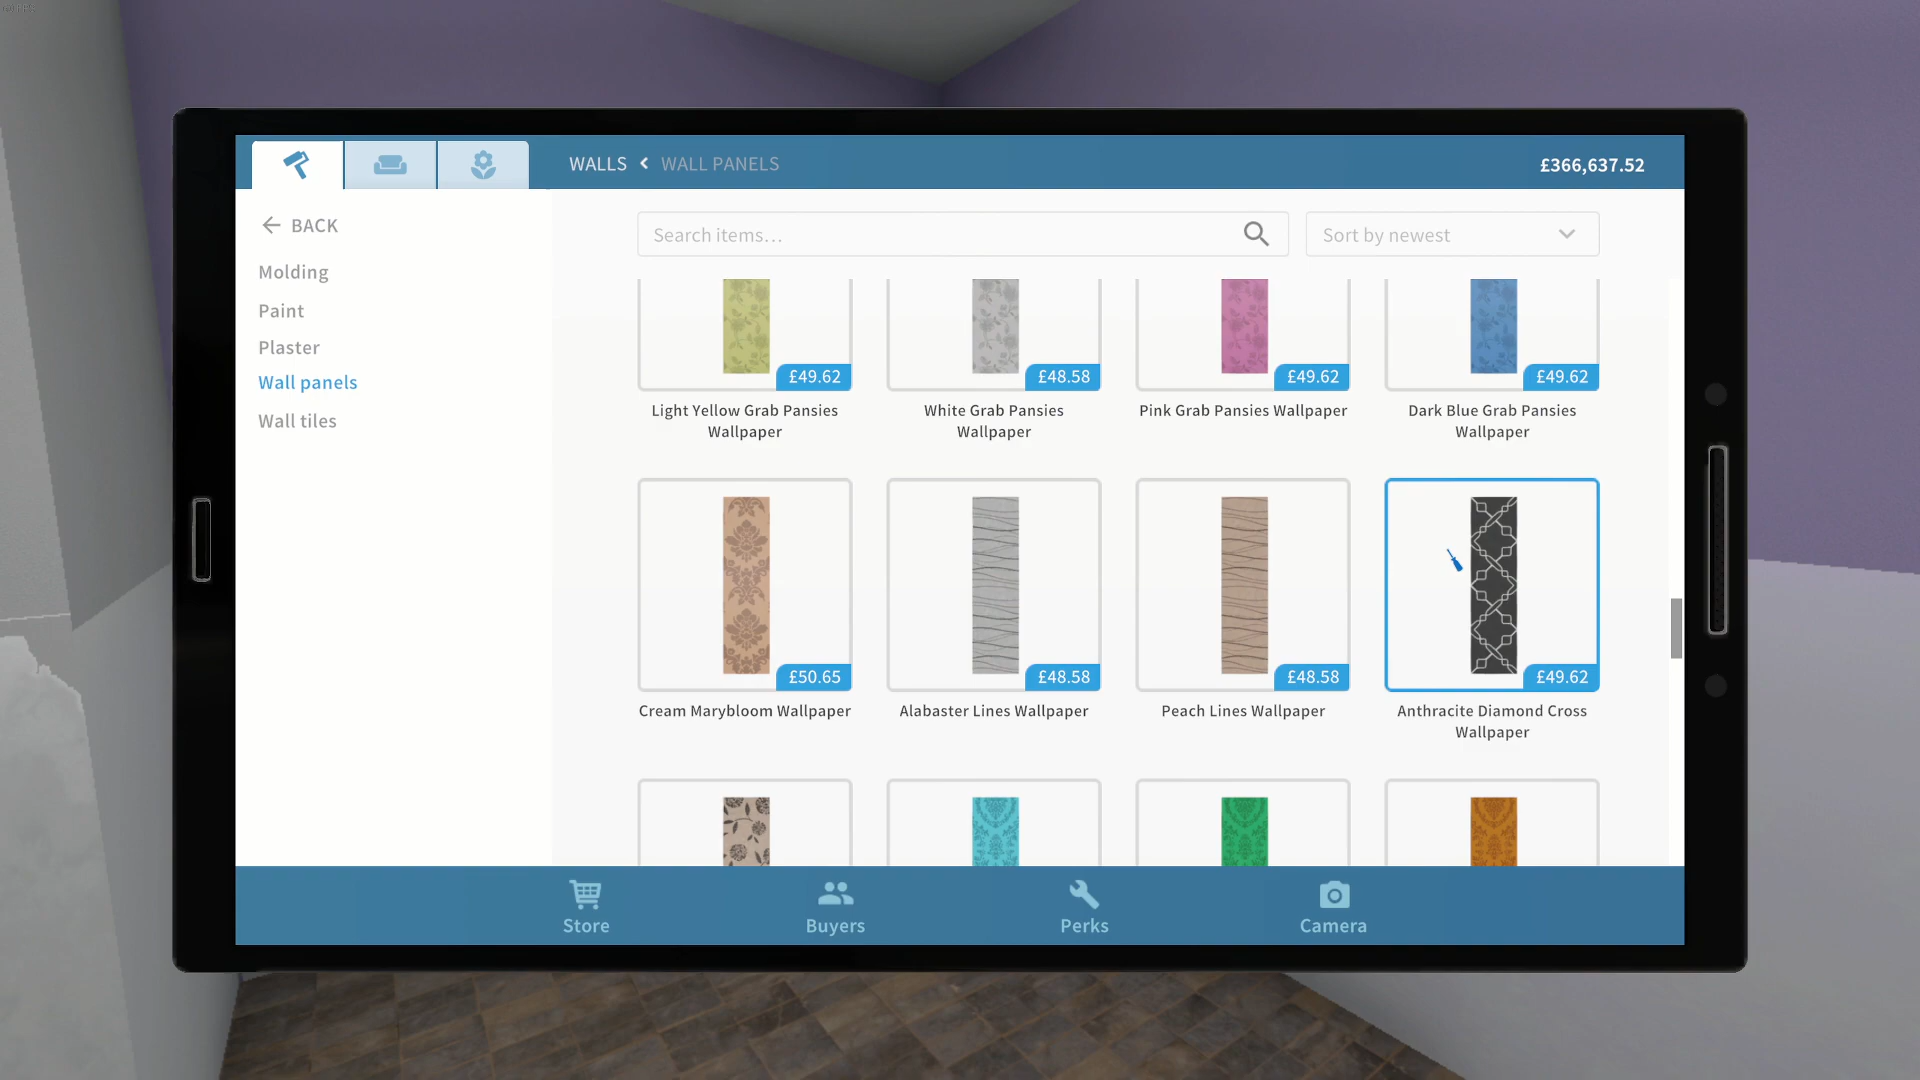 WALLS < WALL PANELS
£366,637.52
BACK
Molding
Paint
Plaster
Wall panels
Wall tiles
Search items...
Sort by newest
£49.62
£48.58
£49.62
£49.62
Light Yellow Grab Pansies
Wallpaper
White Grab Pansies
Wallpaper
Pink Grab Pansies Wallpaper
Dark Blue Grab Pansies
Wallpaper
£50.65
£48.58
£48.58
£49.62
Cream Marybloom Wallpaper
Alabaster Lines Wallpaper
Peach Lines Wallpaper
Anthracite Diamond Cross
Wallpaper
Store
Buyers
Perks
Camera